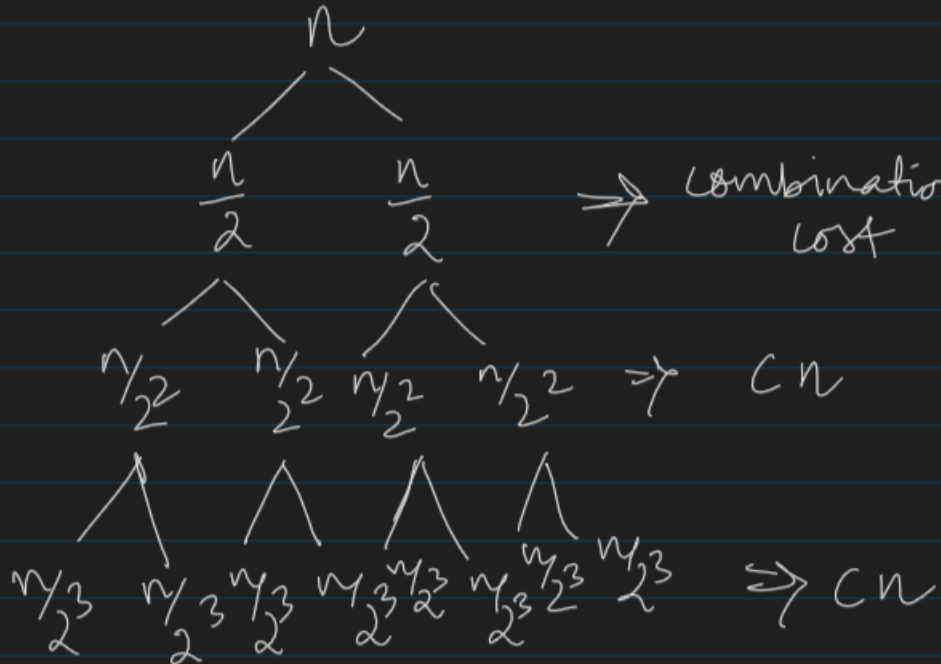 n
n/2 n/2 ⇒ combinatio
cost
n/2² n/2² n/2² n/2² ⇒ Cn
n/2³ n/2³ n/2³ n/2³ n/2³ n/2³ n/2³ n/2³ ⇒ Cn